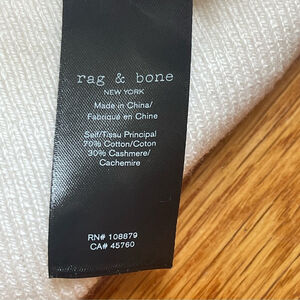 rag & bone
NEW YORK
Made in China/
Fabriqué en Chine
Self/Tissu Principal
70% Cotton/Coton
30% Cashmere/
Cachemire
RN# 108879
CA# 45760